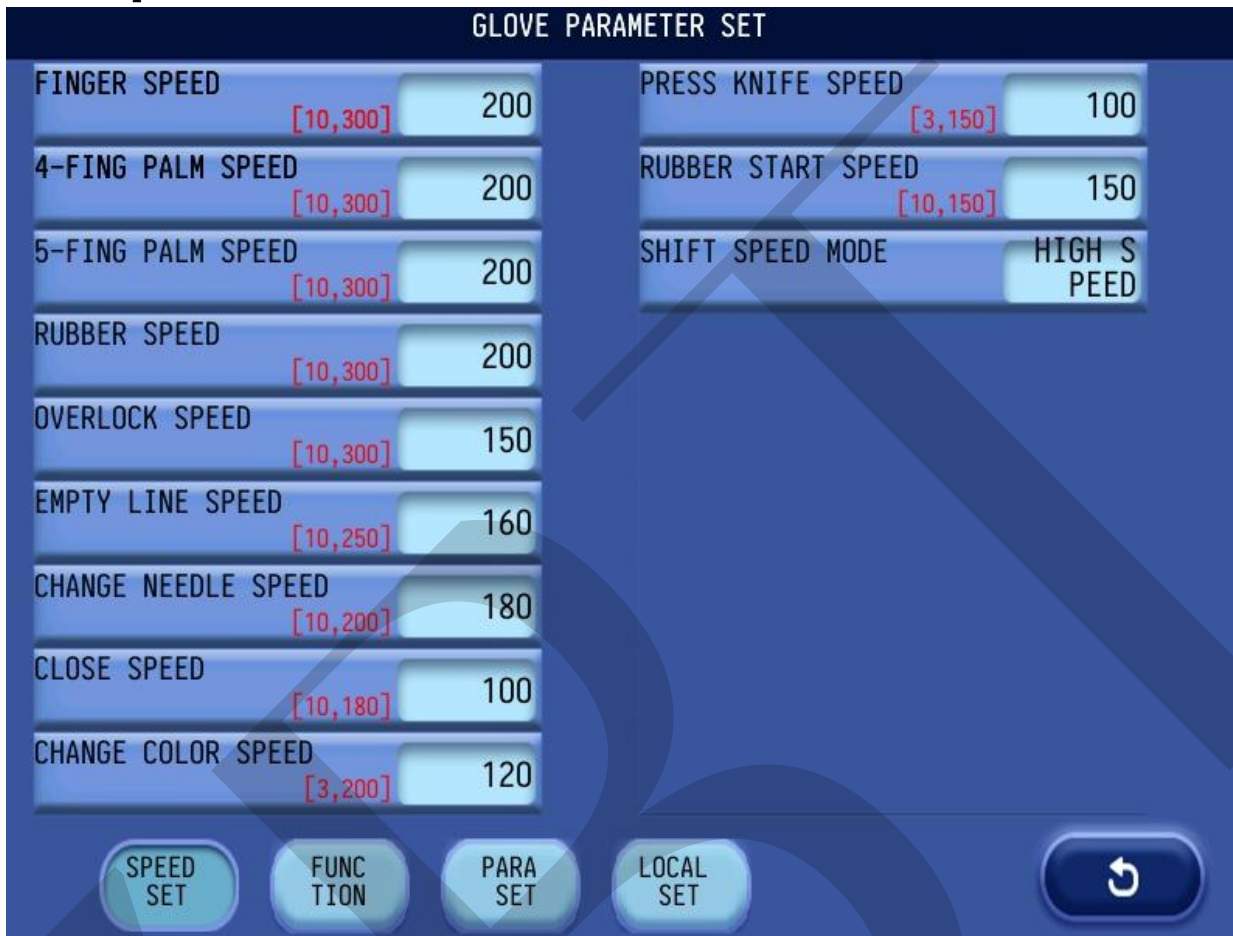 GLOVE PARAMETER SET
FINGER SPEED
[10,300]
200
4-FING PALM SPEED
[10,300]
200
5-FING PALM SPEED
[10,300]
200
RUBBER SPEED
[10,300]
200
OVERLOCK SPEED
[10,300]
150
EMPTY LINE SPEED
[10,250]
160
CHANGE NEEDLE SPEED
[10,200]
180
CLOSE SPEED
[10,180]
100
CHANGE COLOR SPEED
[3,200]
120
PRESS KNIFE SPEED
[3,150]
100
RUBBER START SPEED
[10,150]
150
SHIFT SPEED MODE
HIGH S
PEED
SPEED
SET
FUNC
TION
PARA
SET
LOCAL
SET